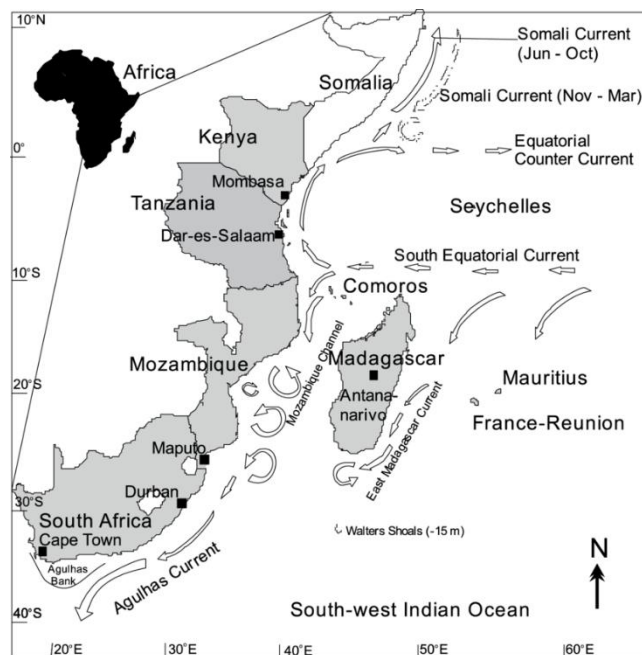 10°N
Africa
Somali Current
(Jun - Oct)
Somalia
Somali Current (Nov - Mar)
Kenya
Equatorial
Counter Current
0°
Mombasa
Tanzania
Seychelles
Dar-es-Salaam
South Equatorial Current
10°S
Comoros
Mozambique Channel
Mozambique
Madagascar
Mauritius
20°S
Antana-
narivo
France-Reunion
East Madagascar Current
Maputo
Durban
30°S
South Africa
Walters Shoals (-15 m)
Cape Town
Agulhas
Bank
Agulhas Current
N
40°S
South-west Indian Ocean
20°E
30°E
40°E
50°E
60°E